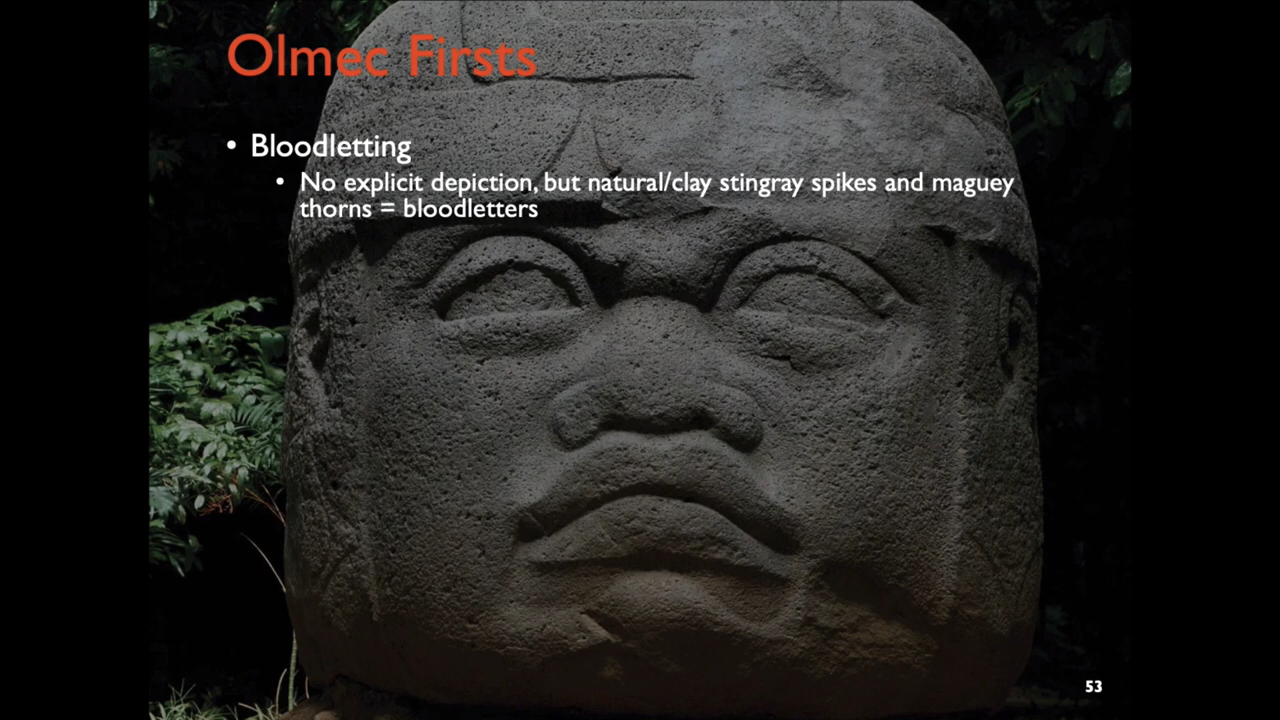 Olmec Firsts
• Bloodletting
• No explicit depiction, but natural/clay stingray spikes and maguey
thorns = bloodletters
53